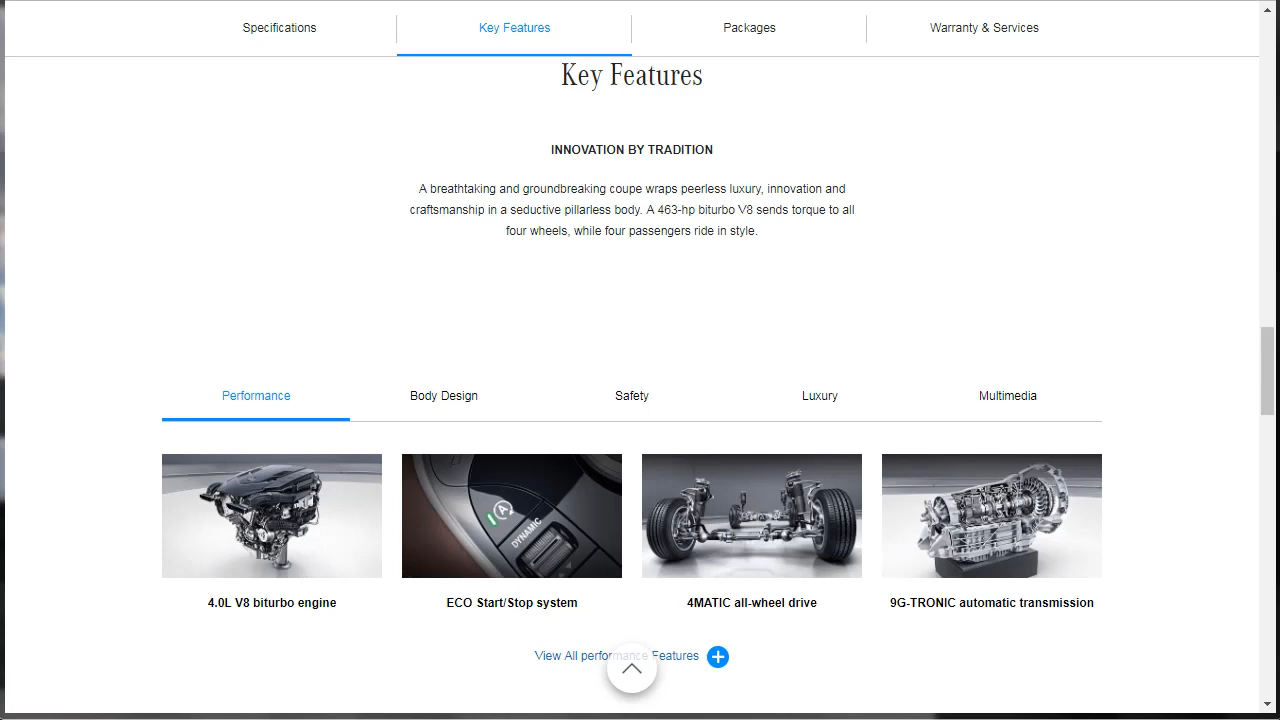 Specifications
Key Features
Packages
Warranty & Services
Key Features
INNOVATION BY TRADITION
A breathtaking and groundbreaking coupe wraps peerless luxury, innovation and
craftsmanship in a seductive pillarless body. A 463-hp biturbo V8 sends torque to all
four wheels, while four passengers ride in style.
Performance
Body Design
Safety
Luxury
Multimedia
A
DYNAMIC
4.0L V8 biturbo engine
ECO Start/Stop system
4MATIC all-wheel drive
9G-TRONIC automatic transmission
View All performance Features